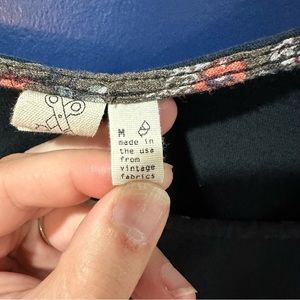 M
made in
the usa
from
vintage
fabrics